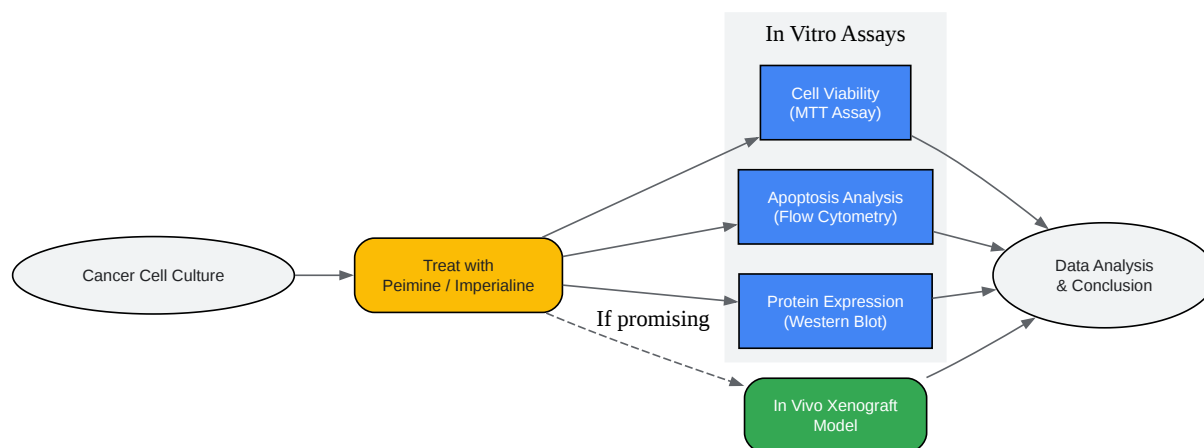 In Vitro Assays
Cell Viability
(MTT Assay)
Apoptosis Analysis
(Flow Cytometry)
Cancer Cell Culture
Treat with
Peimine / Imperialine
Data Analysis
& Conclusion
Protein Expression
(Western Blot)
If promising
In Vivo Xenograft
Model